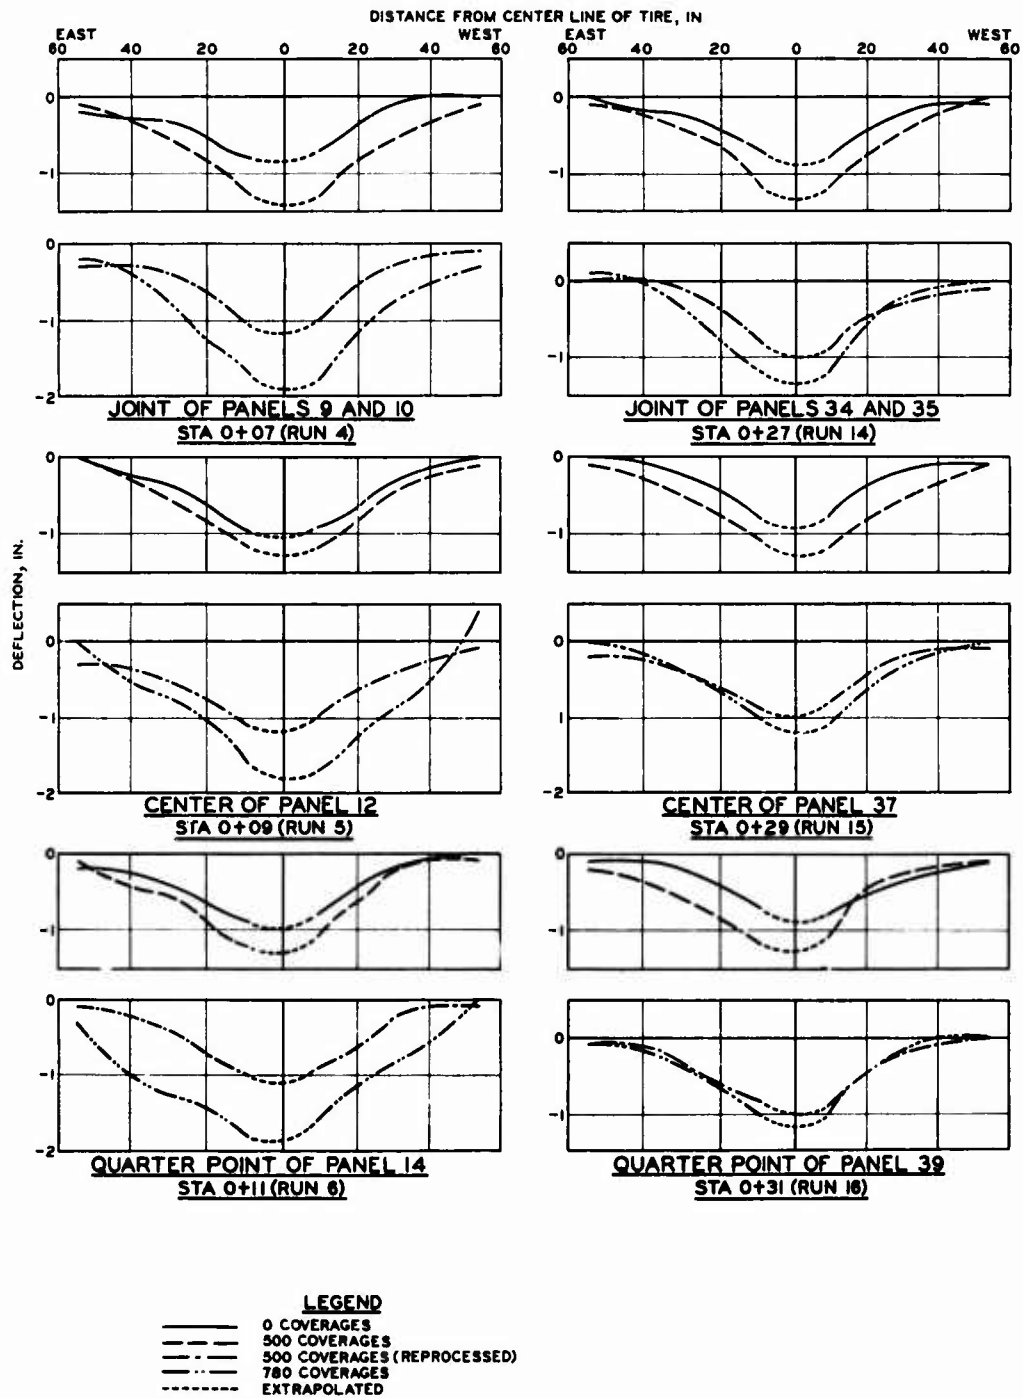 DISTANCE FROM CENTER LINE OF TIRE, IN
EAST WEST EAST WEST
60 40 20 0 20 40 60 60 40 20 0 20 40 60
0 0
-1 -1
0 0
-1 -1
-2
JOINT OF PANELS 9 AND 10
STA 0+07 (RUN 4)
JOINT OF PANELS 34 AND 35
STA 0+27 (RUN 14)
0 0
-1 -1
DEFLECTION, IN.
0 0
-1 -1
-2 -2
CENTER OF PANEL 12
STA 0+09 (RUN 5)
CENTER OF PANEL 37
STA 0+29 (RUN 15)
0 0
-1 -1
0 0
-1 -1
-2
QUARTER POINT OF PANEL 14
STA 0+11 (RUN 6)
QUARTER POINT OF PANEL 39
STA 0+31 (RUN 16)
LEGEND
0 COVERAGES
500 COVERAGES
500 COVERAGES (REPROCESSED)
780 COVERAGES
EXTRAPOLATED